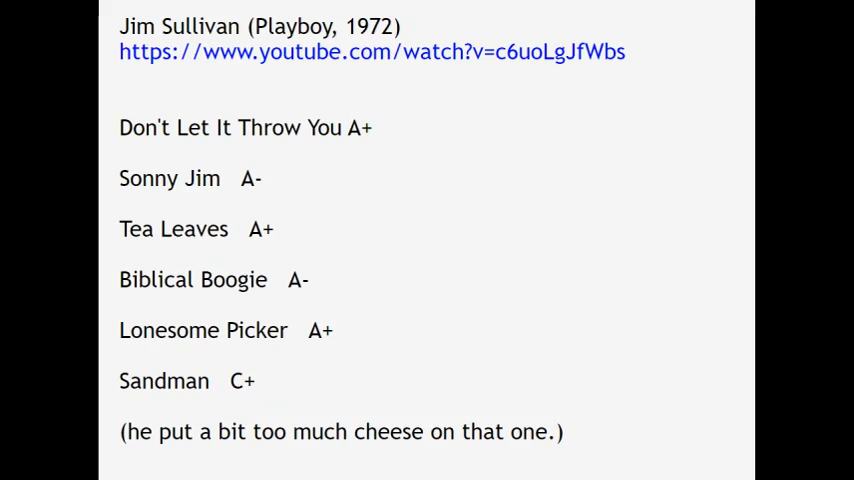 Jim Sullivan (Playboy, 1972)
https://www.youtube.com/watch?v=c6uoLgJfWbs
Don't Let It Throw You A+
Sonny Jim A-
Tea Leaves A+
Biblical Boogie A-
Lonesome Picker A+
Sandman C+
(he put a bit too much cheese on that one.)